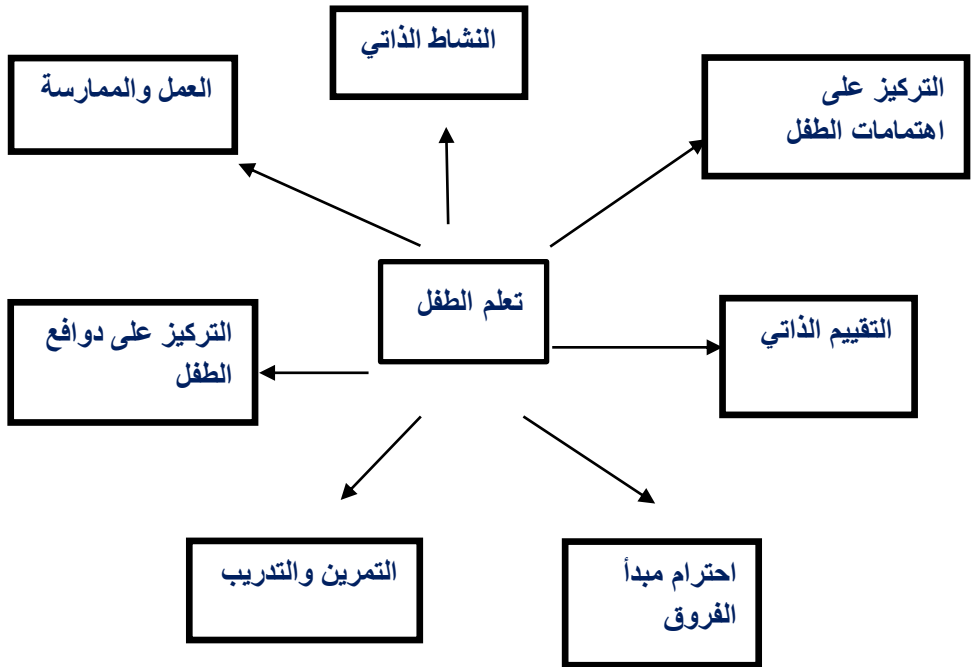 النشاط الذاتي
العمل والممارسة
التركيز على
اهتمامات الطفل
تعلم الطفل
التركيز على دوافع
الطفل
التقييم الذاتي
التمرين والتدريب
احترام مبدأ
الفروق